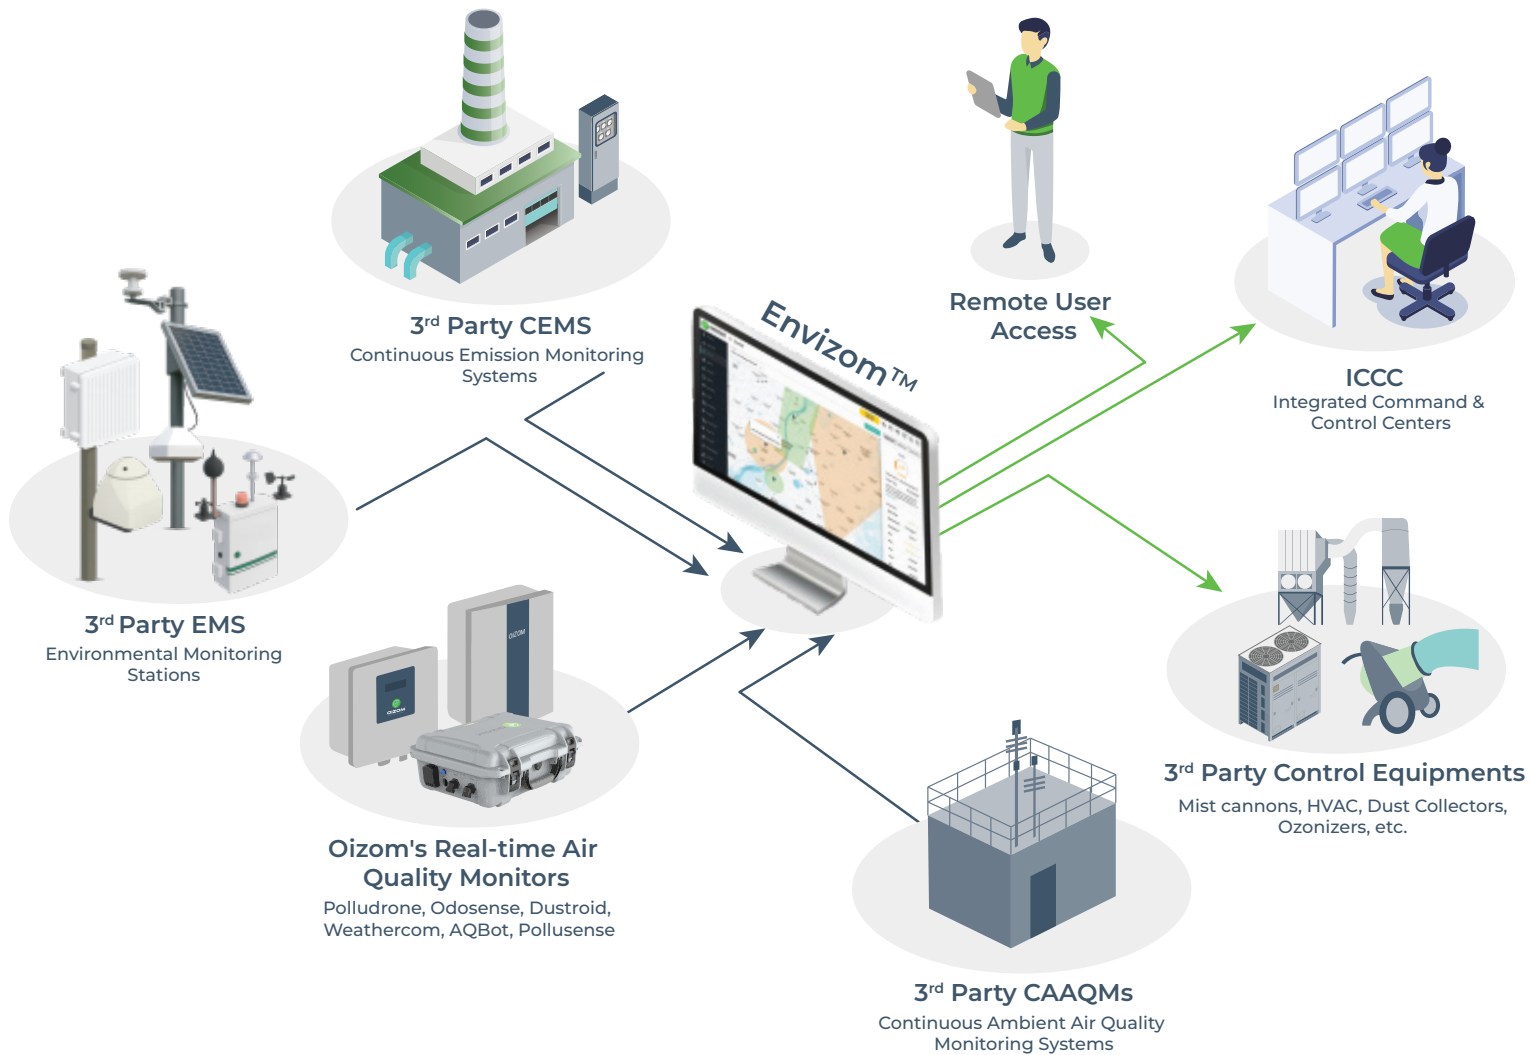 3rd Party CEMS
Continuous Emission Monitoring
Systems
Envizom™
Remote User
Access
ICCC
Integrated Command &
Control Centers
3rd Party EMS
Environmental Monitoring
Stations
OIZOM
OIZOM
Oizom's Real-time Air
Quality Monitors
Polludrone, Odosense, Dustroid,
Weathercom, AQBot, Pollusense
3rd Party Control Equipments
Mist cannons, HVAC, Dust Collectors,
Ozonizers, etc.
3rd Party CAAQMs
Continuous Ambient Air Quality
Monitoring Systems